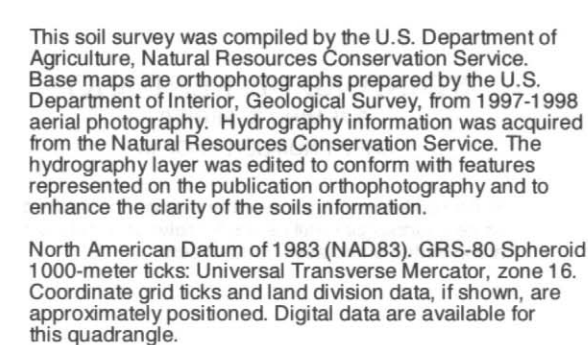 This soil survey was compiled by the U.S. Department of
Agriculture, Natural Resources Conservation Service.
Base maps are orthophotographs prepared by the U.S.
Department of Interior, Geological Survey, from 1997-1998
aerial photography. Hydrography information was acquired
from the Natural Resources Conservation Service. The
hydrography layer was edited to conform with features
represented on the publication orthophotography and to
enhance the clarity of the soils information.
North American Datum of 1983 (NAD83). GRS-80 Spheroid
1000-meter ticks: Universal Transverse Mercator, zone 16.
Coordinate grid ticks and land division data, if shown, are
approximately positioned. Digital data are available for
this quadrangle.